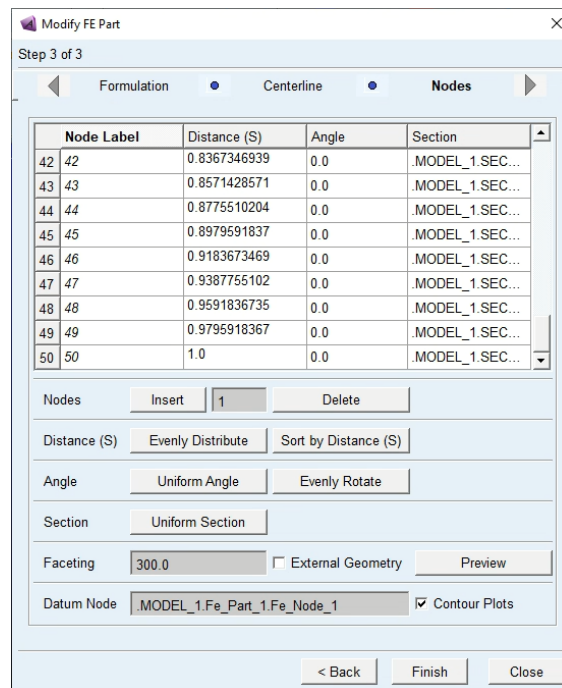 Modify FE Part
Step 3 of 3
Formulation Centerline Nodes
Node Label Distance (S) Angle Section
42 42 0.8367346939 0.0 .MODEL_1.SEC...
43 43 0.8571428571 0.0 .MODEL_1.SEC...
44 44 0.8775510204 0.0 .MODEL_1.SEC...
45 45 0.8979591837 0.0 .MODEL_1.SEC...
46 46 0.9183673469 0.0 .MODEL_1.SEC...
47 47 0.9387755102 0.0 .MODEL_1.SEC...
48 48 0.9591836735 0.0 .MODEL_1.SEC...
49 49 0.9795918367 0.0 .MODEL_1.SEC...
50 50 1.0 0.0 .MODEL_1.SEC...
Nodes Insert 1 Delete
Distance (S) Evenly Distribute Sort by Distance (S)
Angle Uniform Angle Evenly Rotate
Section Uniform Section
Faceting 300.0 External Geometry Preview
Datum Node .MODEL_1.Fe_Part_1.Fe_Node_1 Contour Plots
< Back Finish Close